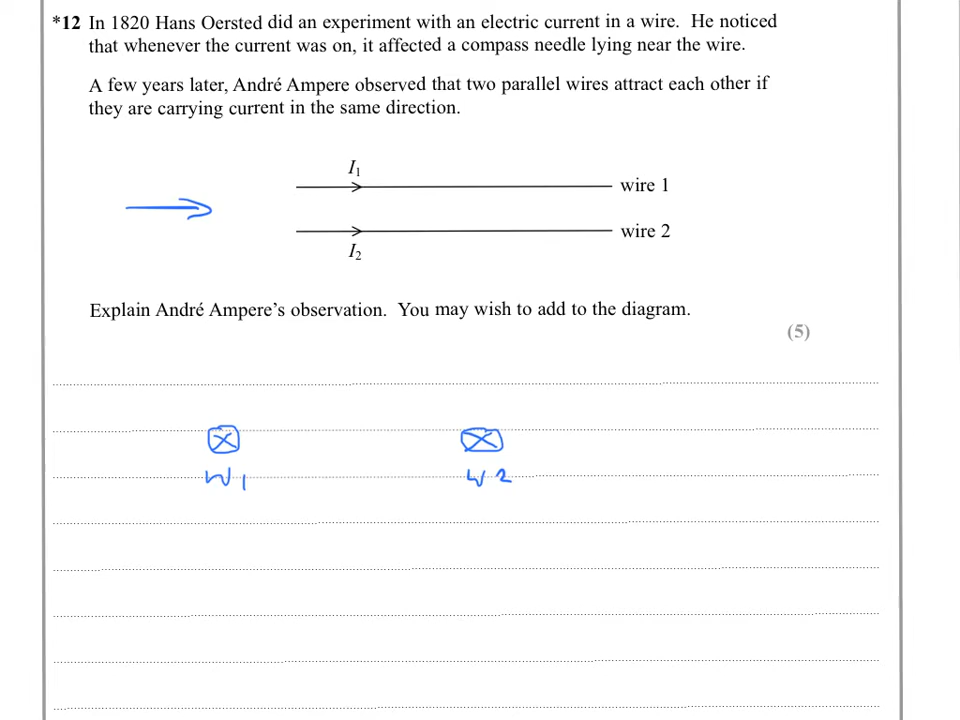 *12 In 1820 Hans Oersted did an experiment with an electric current in a wire. He noticed
that whenever the current was on, it affected a compass needle lying near the wire.
A few years later, André Ampere observed that two parallel wires attract each other if
they are carrying current in the same direction.
I₁
wire 1
wire 2
I₂
Explain André Ampere's observation. You may wish to add to the diagram.
(5)
W1 W2